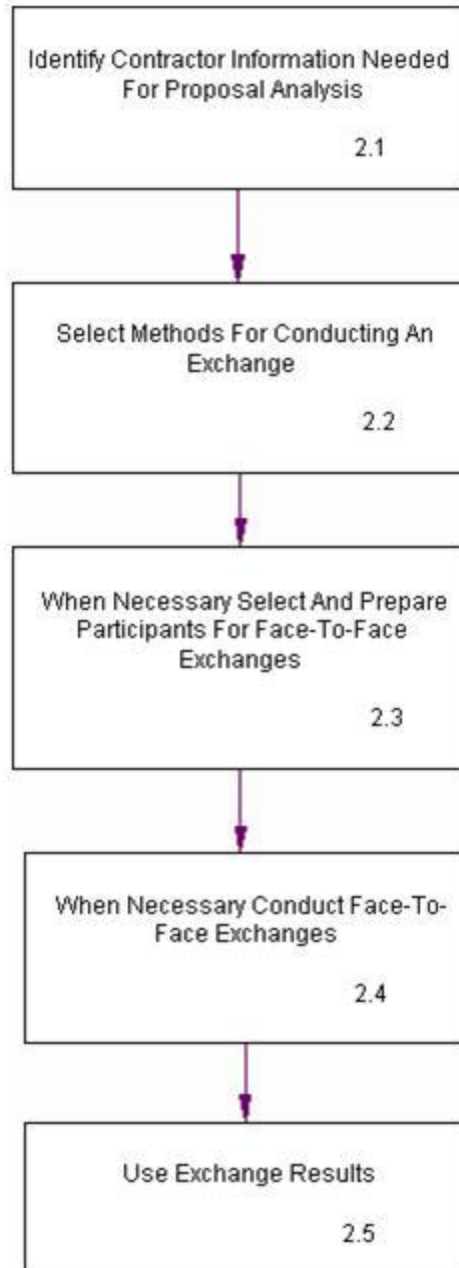 Identify Contractor Information Needed
For Proposal Analysis
2.1
Select Methods For Conducting An
Exchange
2.2
When Necessary Select And Prepare
Participants For Face-To-Face
Exchanges
2.3
When Necessary Conduct Face-To-
Face Exchanges
2.4
Use Exchange Results
2.5